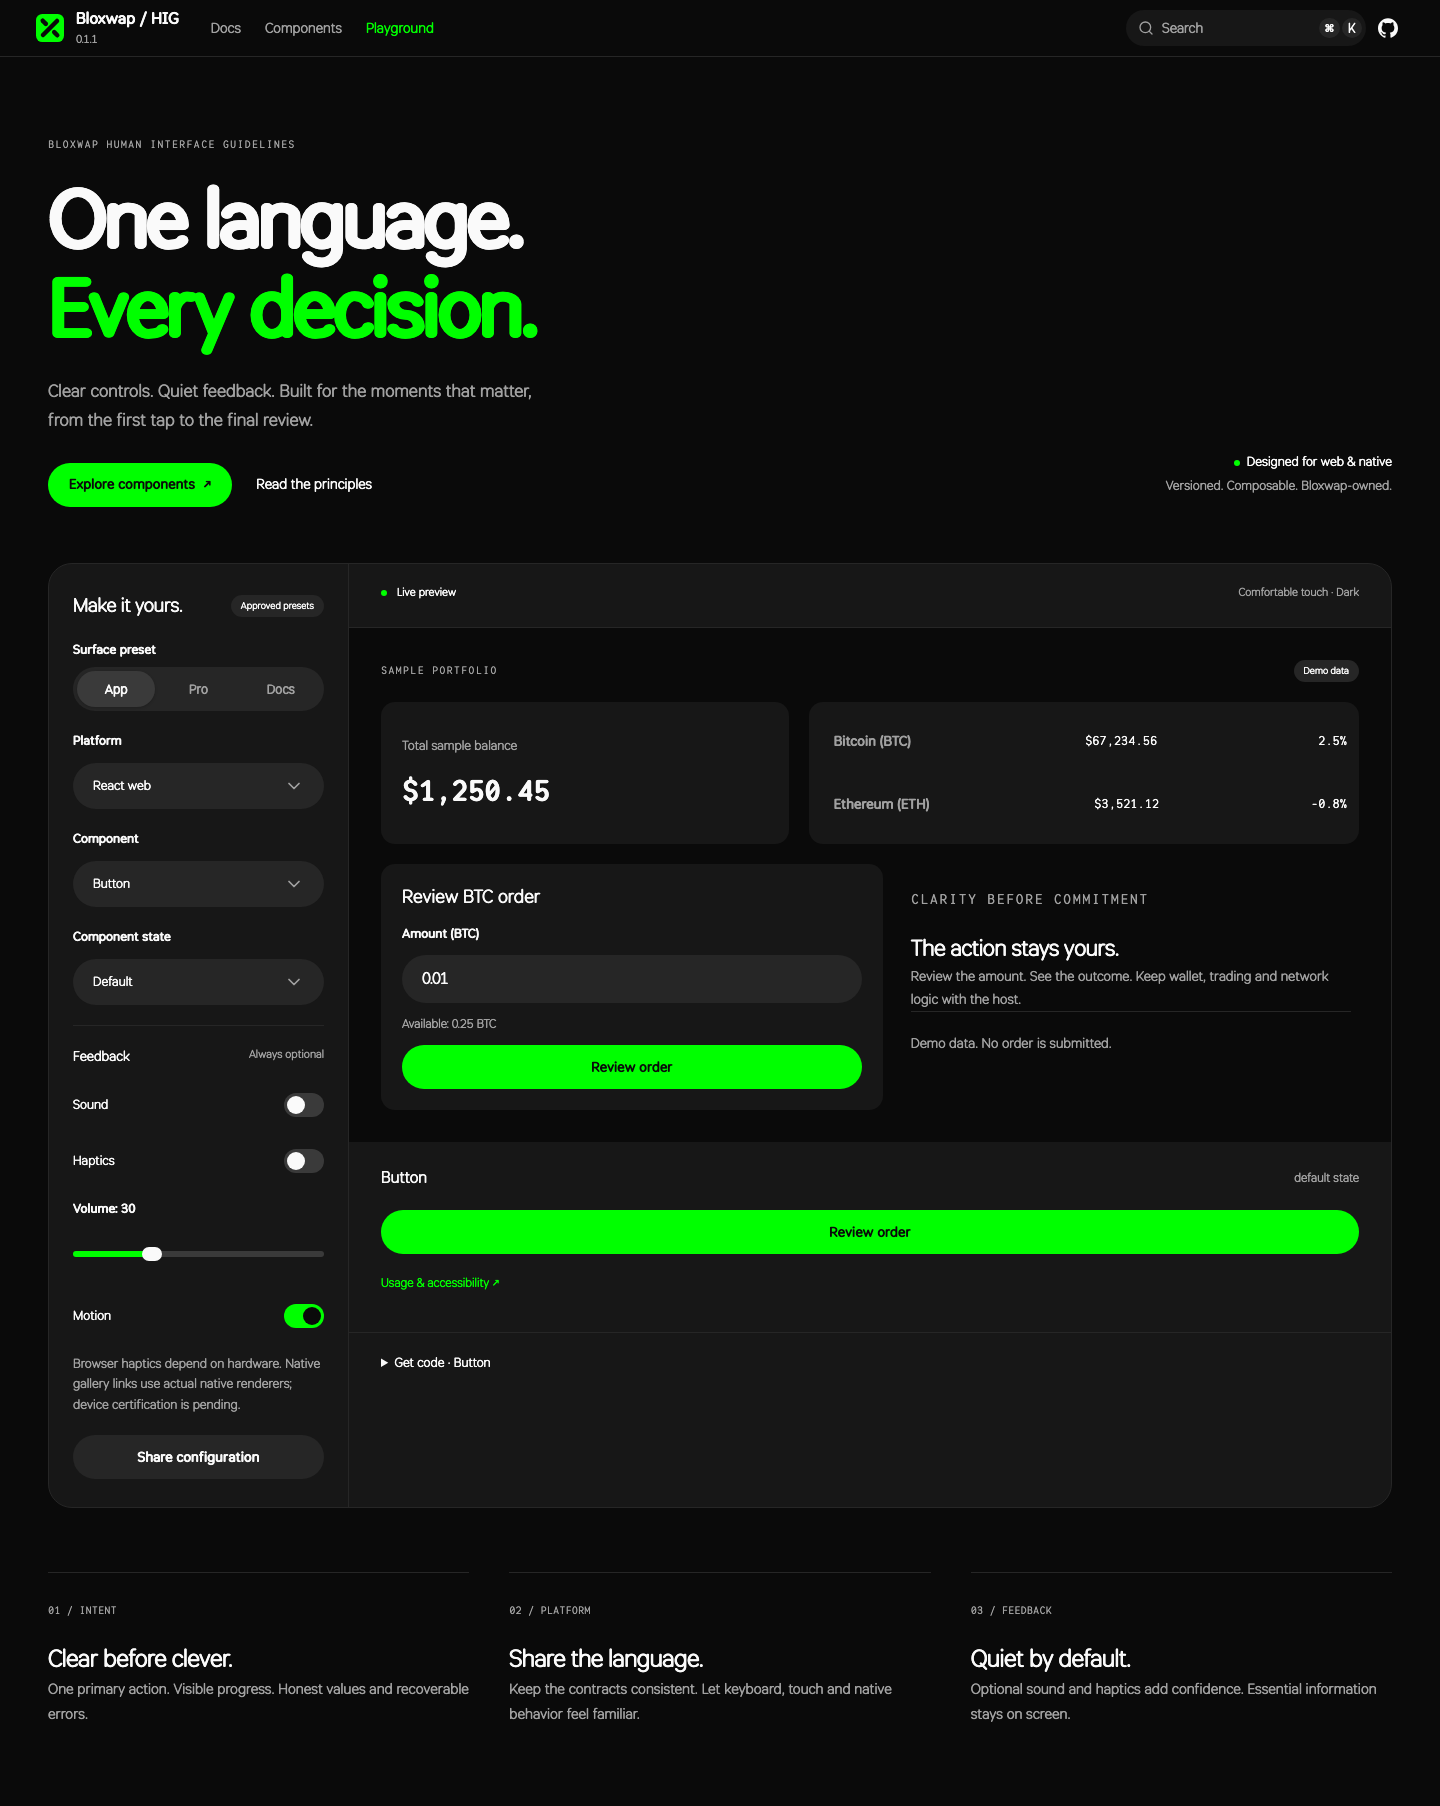 Bloxwap / HIG
0.1.1
Docs
Components
Playground
Search
⌘ K
BLOXWAP HUMAN INTERFACE GUIDELINES
One language.
Every decision.
Clear controls. Quiet feedback. Built for the moments that matter,
from the first tap to the final review.
Explore components ↗
Read the principles
Designed for web & native
Versioned. Composable. Bloxwap-owned.
Make it yours.
Approved presets
Surface preset
App
Pro
Docs
Platform
React web
Component
Button
Component state
Default
Feedback
Always optional
Sound
Haptics
Volume: 30
Motion
Browser haptics depend on hardware. Native
gallery links use actual native renderers;
device certification is pending.
Share configuration
Live preview
Comfortable touch · Dark
SAMPLE PORTFOLIO
Demo data
Total sample balance
$1,250.45
Bitcoin (BTC) $67,234.56 2.5%
Ethereum (ETH) $3,521.12 -0.8%
Review BTC order
Amount (BTC)
0.01
Available: 0.25 BTC
Review order
CLARITY BEFORE COMMITMENT
The action stays yours.
Review the amount. See the outcome. Keep wallet, trading and network
logic with the host.
Demo data. No order is submitted.
Button
default state
Review order
Usage & accessibility ↗
Get code · Button
01 / INTENT
Clear before clever.
One primary action. Visible progress. Honest values and recoverable
errors.
02 / PLATFORM
Share the language.
Keep the contracts consistent. Let keyboard, touch and native
behavior feel familiar.
03 / FEEDBACK
Quiet by default.
Optional sound and haptics add confidence. Essential information
stays on screen.